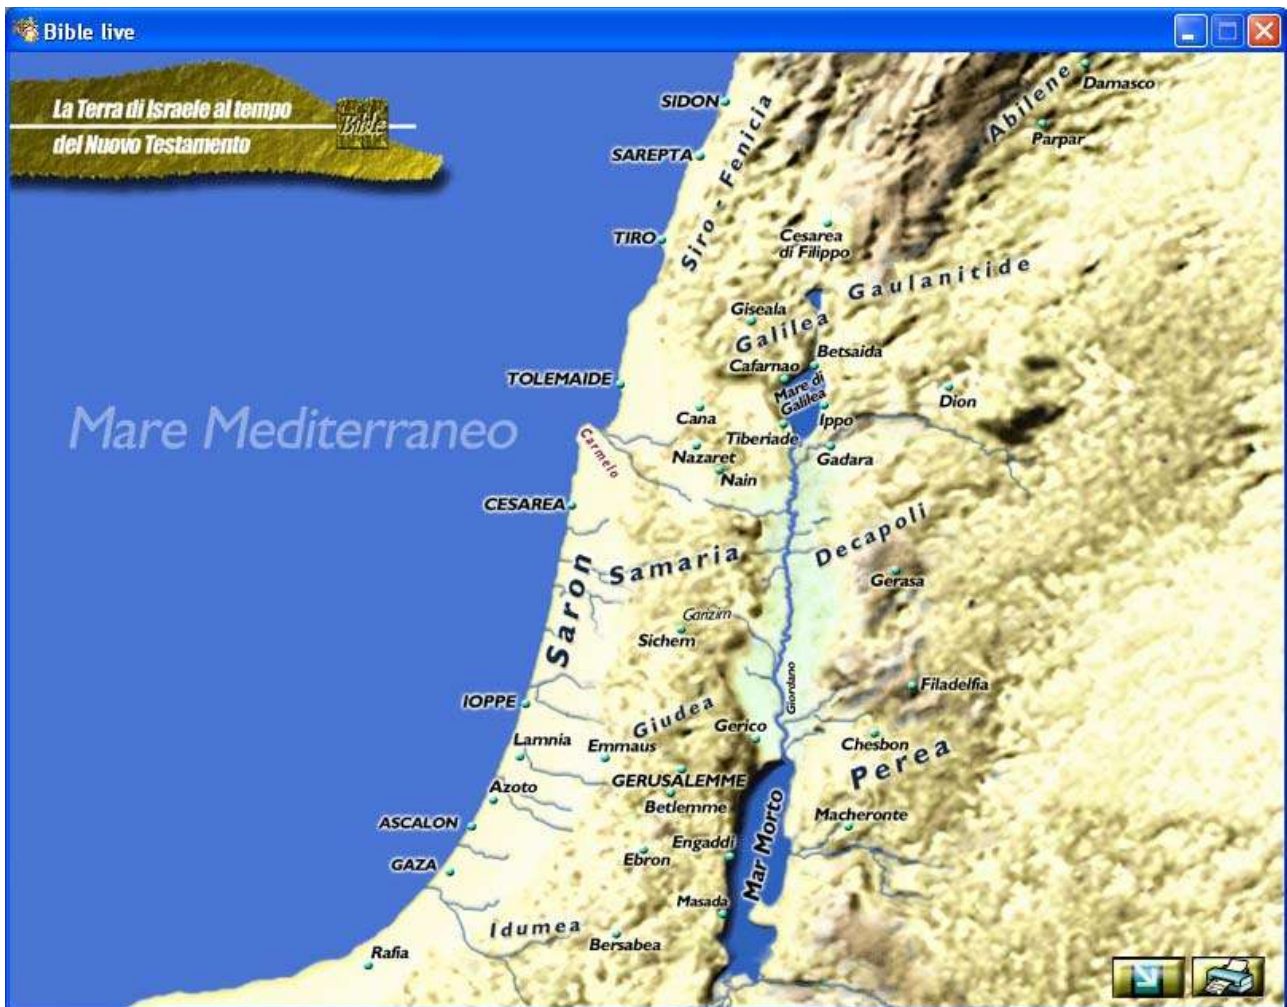 Bible live
La Terra di Israele al tempo
del Nuovo Testamento
Bible
Mare Mediterraneo
SIDON
SAREPTA
TIRO
Siro - Fenicia
Abilene
Damasco
Parpar
Cesarea
di Filippo
Gaulanitide
Giseala
Galilea
Betsaida
Cafarnao
Mare di
Galilea
TOLEMAIDE
Dion
Cana
Ippo
Tiberiade
Carmelo
Nazaret
Gadara
Nain
CESAREA
Decapoli
Samaria
Saron
Gerasa
Garizim
Sichem
Giordano
Filadelfia
IOPPE
Giudea
Gerico
Lamnia
Emmaus
Chesbon
Perea
GERUSALEMME
Azoto
Betlemme
Macheronte
ASCALON
Engaddi
Mar Morto
Ebron
GAZA
Masada
Idumea
Bersabea
Rafia